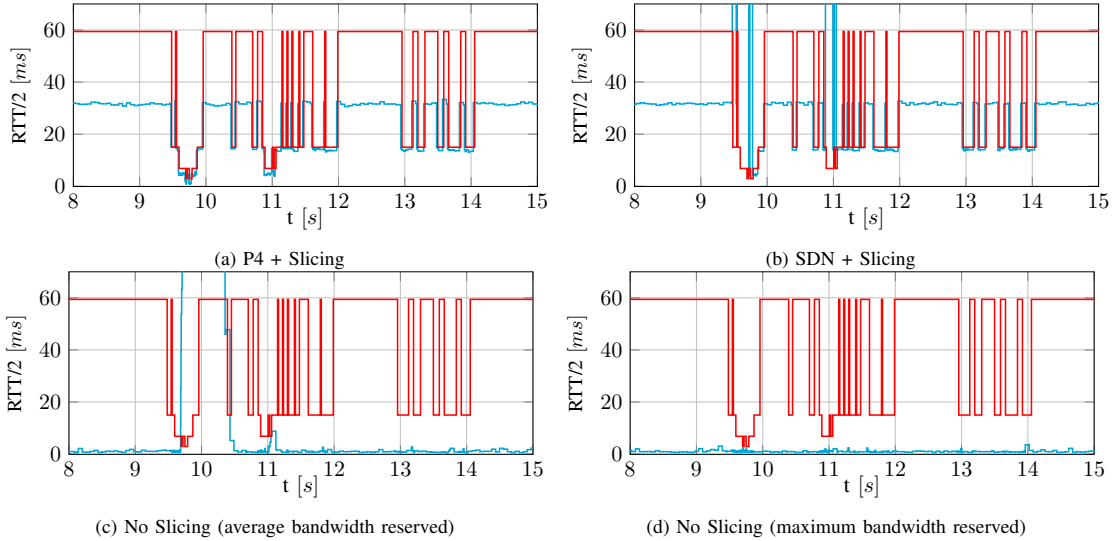 RTT/2 [ms]
60
40
20
0
8 9 10 11 12 13 14 15
t [s]
(a) P4 + Slicing
RTT/2 [ms]
60
40
20
0
8 9 10 11 12 13 14 15
t [s]
(b) SDN + Slicing
RTT/2 [ms]
60
40
20
0
8 9 10 11 12 13 14 15
t [s]
(c) No Slicing (average bandwidth reserved)
RTT/2 [ms]
60
40
20
0
8 9 10 11 12 13 14 15
t [s]
(d) No Slicing (maximum bandwidth reserved)